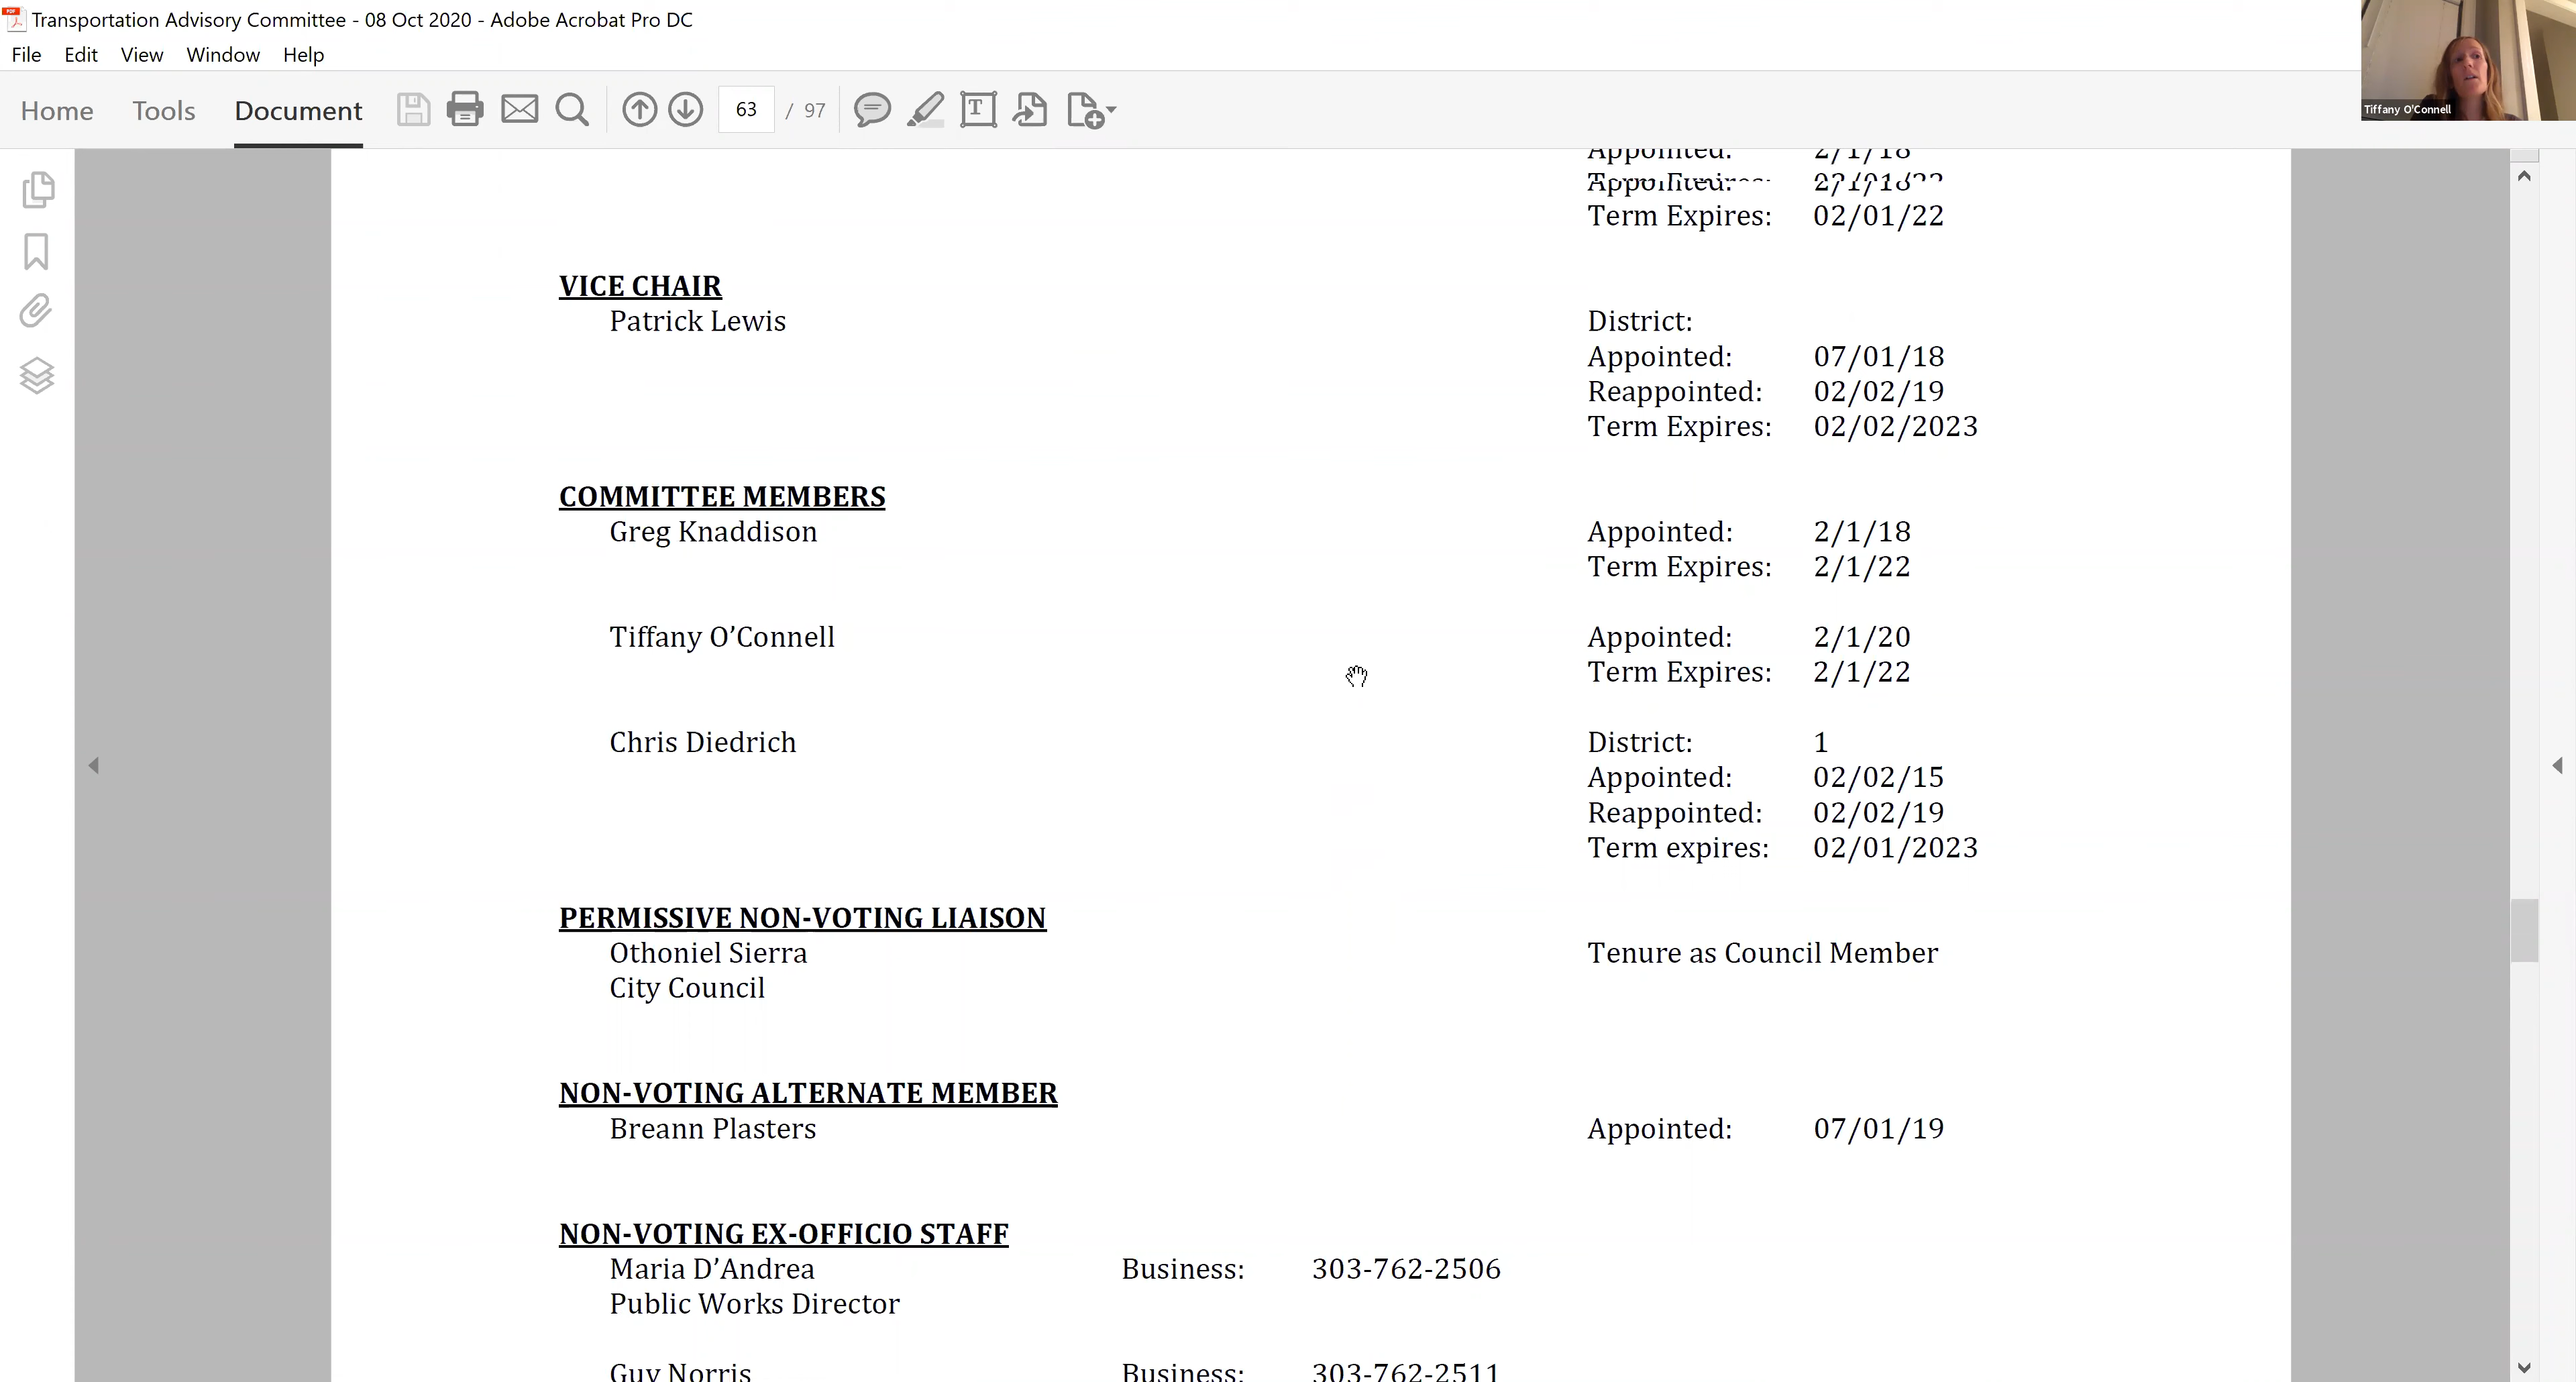 Transportation Advisory Committee - 08 Oct 2020 - Adobe Acrobat Pro DC
File Edit View Window Help
Home Tools Document 63 / 97
Tiffany O'Connell
Appointed: 2/1/18
Term Expires: 02/01/22
VICE CHAIR
Patrick Lewis District:
Appointed: 07/01/18
Reappointed: 02/02/19
Term Expires: 02/02/2023
COMMITTEE MEMBERS
Greg Knaddison Appointed: 2/1/18
Term Expires: 2/1/22
Tiffany O’Connell Appointed: 2/1/20
Term Expires: 2/1/22
Chris Diedrich District: 1
Appointed: 02/02/15
Reappointed: 02/02/19
Term expires: 02/01/2023
PERMISSIVE NON-VOTING LIAISON
Othoniel Sierra Tenure as Council Member
City Council
NON-VOTING ALTERNATE MEMBER
Breann Plasters Appointed: 07/01/19
NON-VOTING EX-OFFICIO STAFF
Maria D’Andrea Business: 303-762-2506
Public Works Director
Guy Norris Business: 303-762-2511